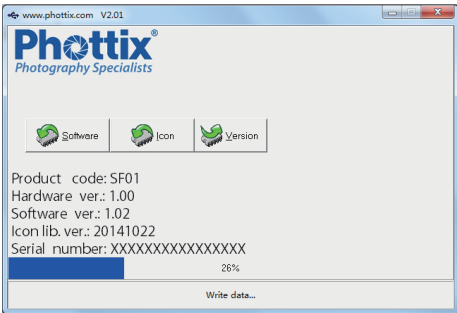 www.phottix.com V2.01
Phottix®
Photography Specialists
Software Icon Version
Product code: SF01
Hardware ver.: 1.00
Software ver.: 1.02
Icon lib. ver.: 20141022
Serial number: XXXXXXXXXXXXXXXX
26%
Write data...